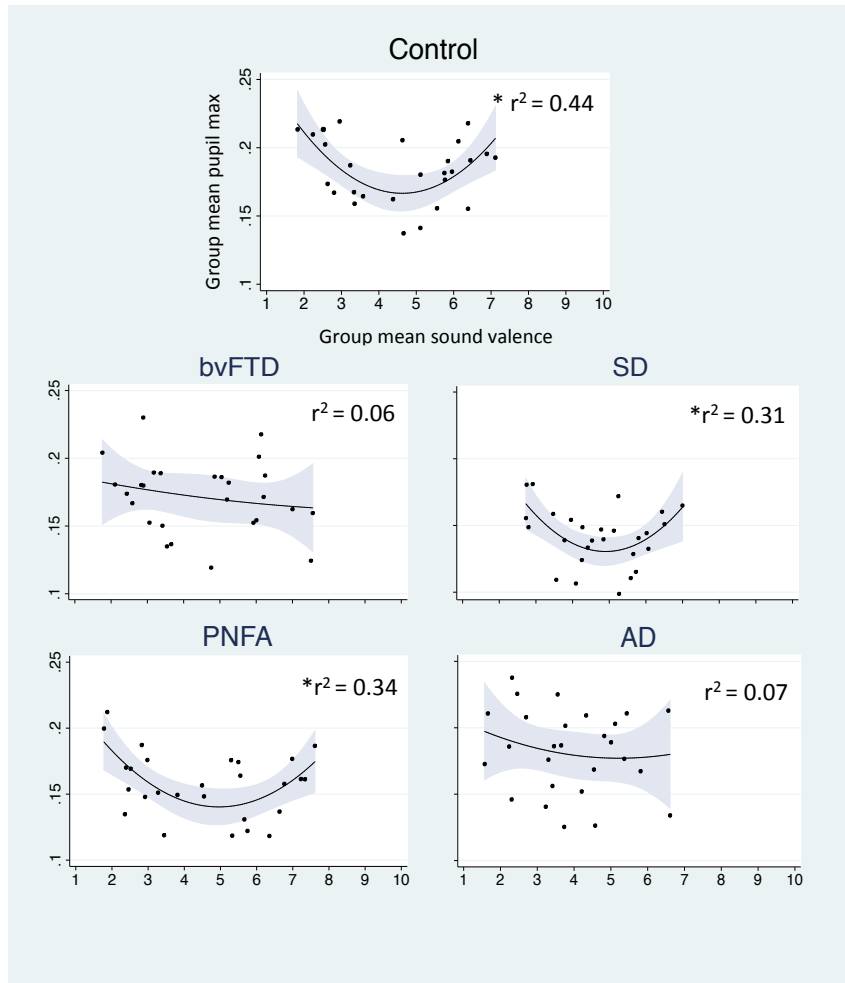 Control
* r² = 0.44
Group mean pupil max
.25
.2
.15
.1
1 2 3 4 5 6 7 8 9 10
Group mean sound valence
bvFTD
r² = 0.06
.25
.2
.15
.1
SD
*r² = 0.31
PNFA
*r² = 0.34
.25
.2
.15
.1
1 2 3 4 5 6 7 8 9 10
AD
r² = 0.07
1 2 3 4 5 6 7 8 9 10